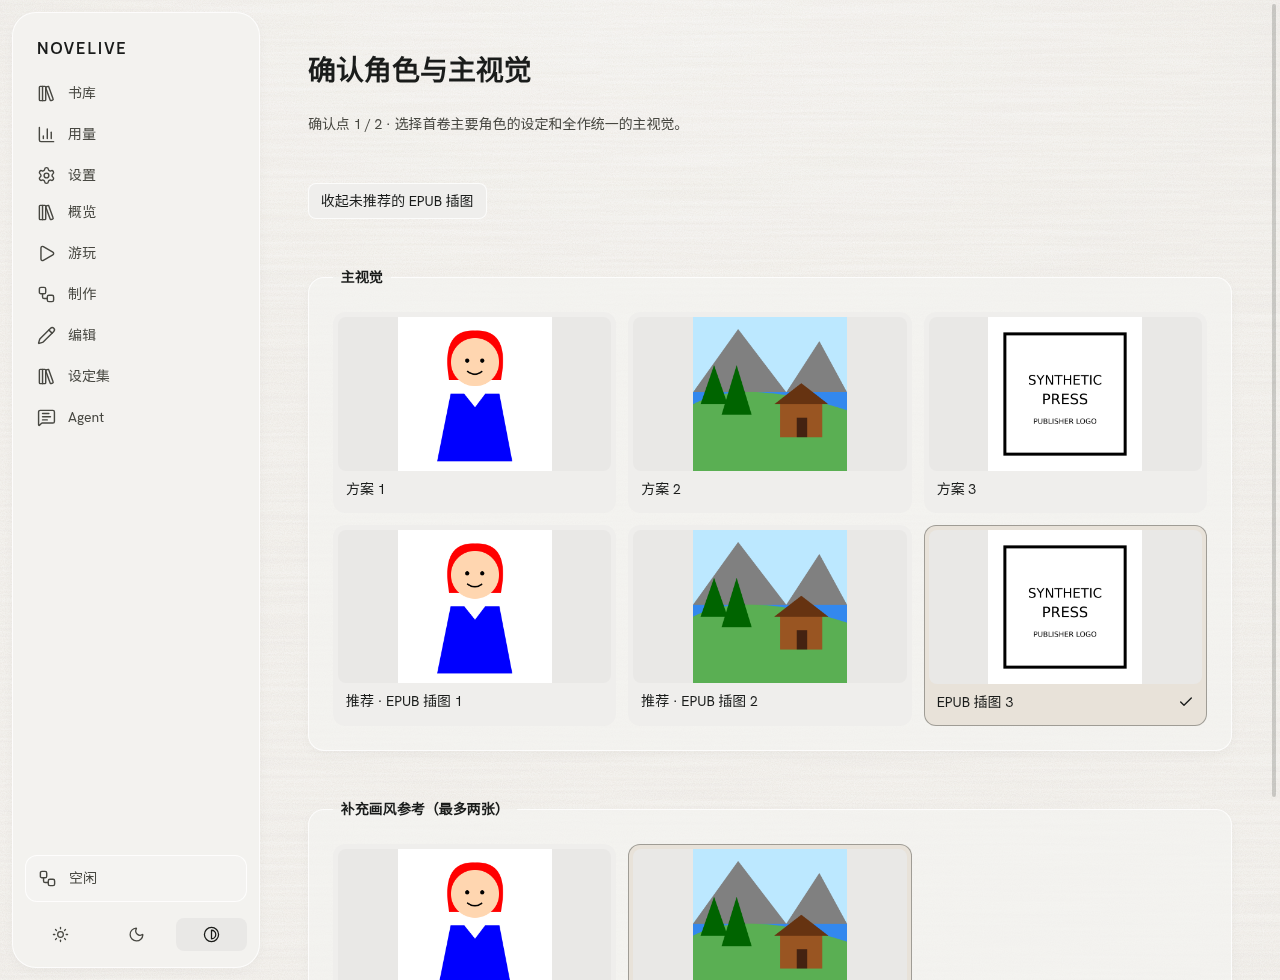 NOVELIVE
书库
用量
设置
概览
游玩
制作
编辑
设定集
Agent
空闲
确认角色与主视觉
确认点 1 / 2 · 选择首卷主要角色的设定和全作统一的主视觉。
收起未推荐的 EPUB 插图
主视觉
方案 1
方案 2
SYNTHETIC
PRESS
PUBLISHER LOGO
方案 3
推荐 · EPUB 插图 1
推荐 · EPUB 插图 2
SYNTHETIC
PRESS
PUBLISHER LOGO
EPUB 插图 3
补充画风参考（最多两张）